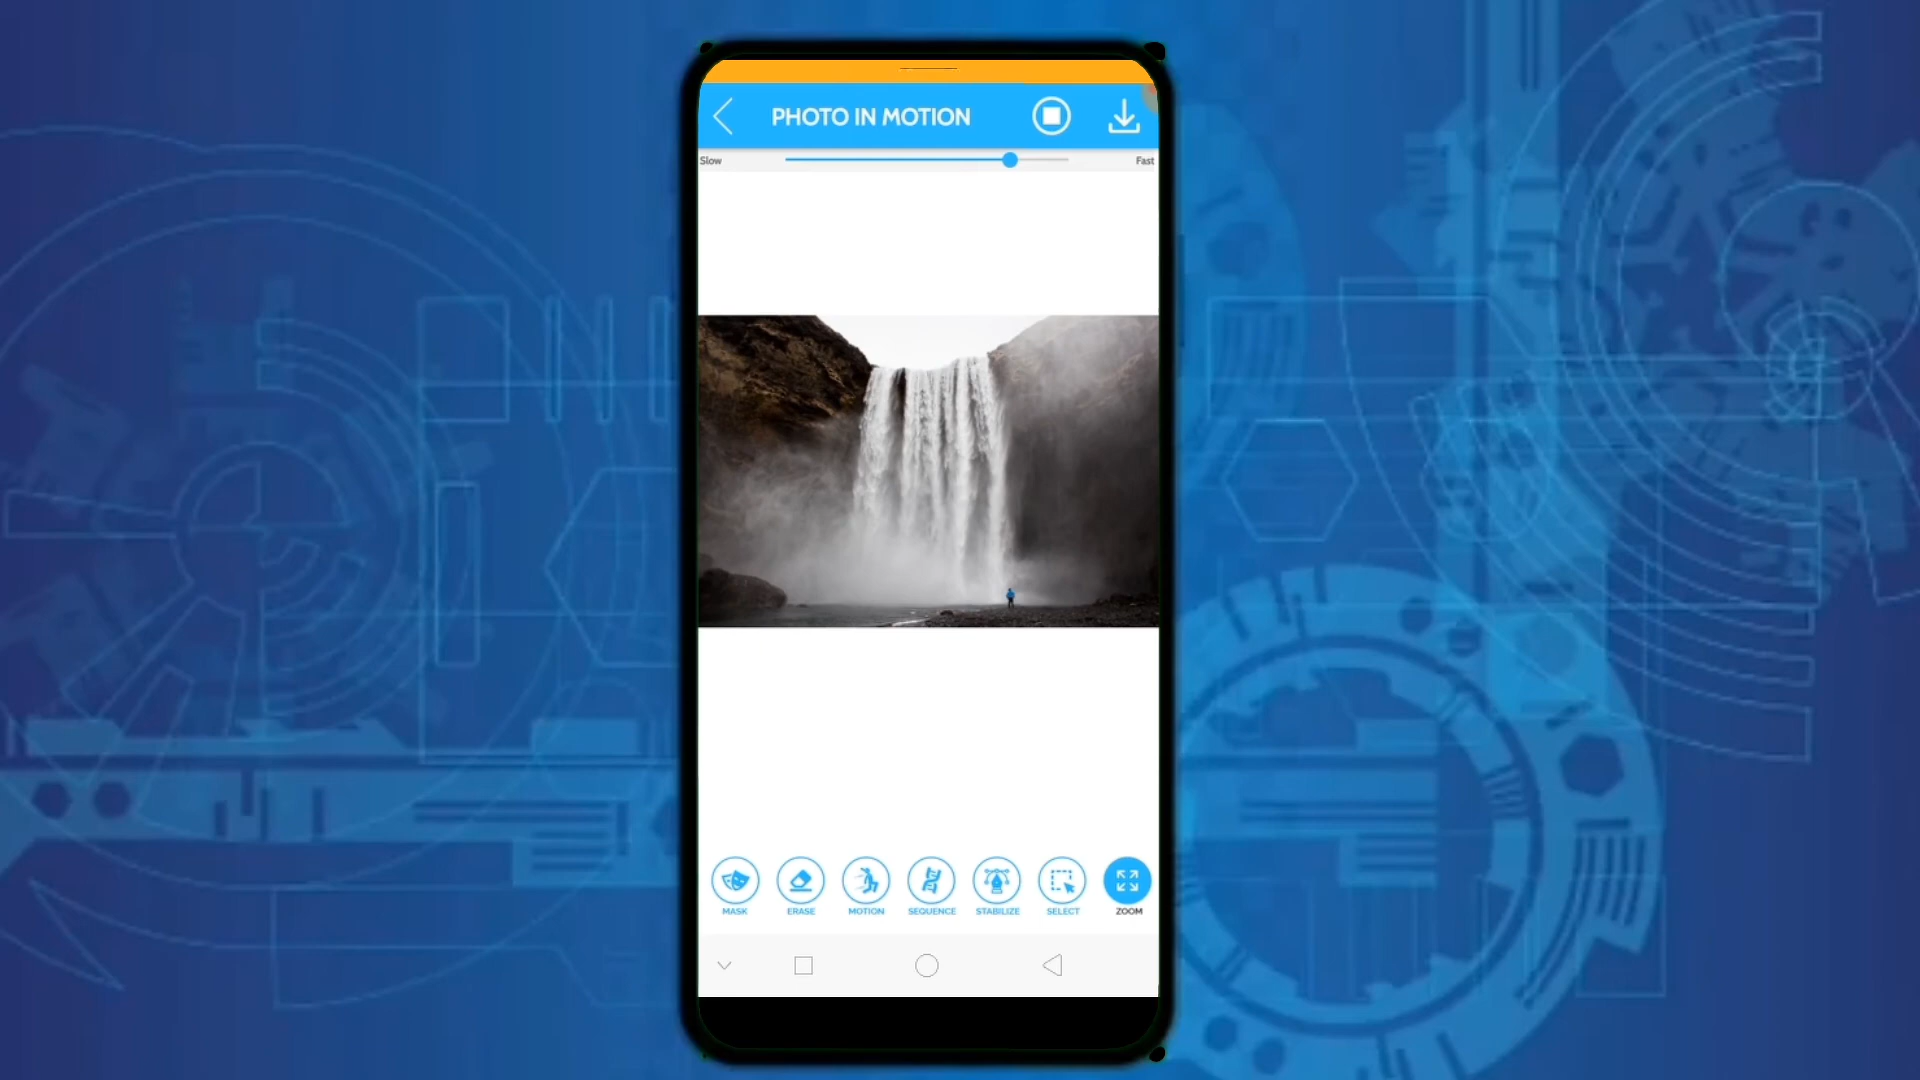 PHOTO IN MOTION
Slow Fast
MASK ERASE MOTION SEQUENCE STABILIZE SELECT ZOOM